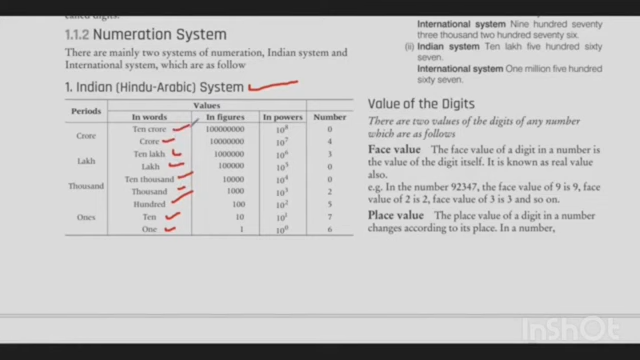 called digits.
1.1.2 Numeration System
There are mainly two systems of numeration, Indian system and
International system, which are as follow
1. Indian (Hindu-Arabic) System
Periods Values Number
In words In figures In powers
Crore Ten crore 100000000 10⁸ 0
Crore 10000000 10⁷ 4
Lakh Ten lakh 1000000 10⁶ 3
Lakh 100000 10⁵ 0
Thousand Ten thousand 10000 10⁴ 0
Thousand 1000 10³ 2
Ones Hundred 100 10² 5
Ten 10 10¹ 7
One 1 10⁰ 6
International system Nine hundred seventy
three thousand two hundred seventy six.
(ii) Indian system Ten lakh five hundred sixty
seven.
International system One million five hundred
sixty seven.
Value of the Digits
There are two values of the digits of any number
which are as follows
Face value The face value of a digit in a number is
the value of the digit itself. It is known as real value
also.
e.g. In the number 92347, the face value of 9 is 9, face
value of 2 is 2, face value of 3 is 3 and so on.
Place value The place value of a digit in a number
changes according to its place. In a number,
InShOt